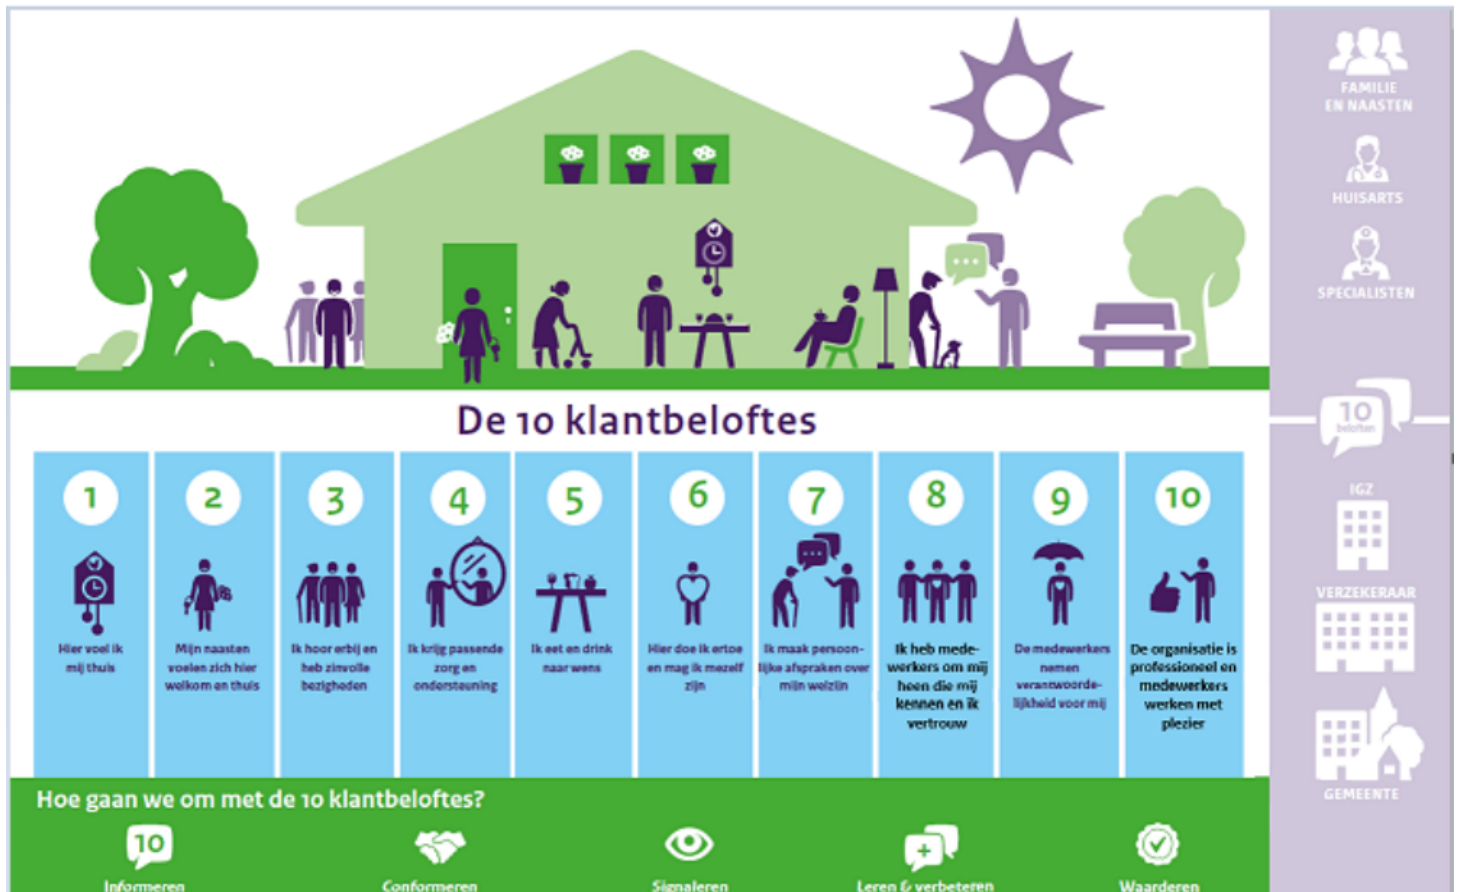 De 10 klantbeloftes
1
Hier voel ik
mij thuis
2
Mijn naasten
voelen zich hier
welkom en thuis
3
Ik hoor erbij en
heb zinvolle
bezigheden
4
Ik krijg passende
zorg en
ondersteuning
5
Ik eet en drink
naar wens
6
Hier doe ik ertoe
en mag ik mezelf
zijn
7
Ik maak persoon-
lijke afspraken over
mijn welzijn
8
Ik heb mede-
werkers om mij
heen die mij
kennen en ik
vertrouw
9
De medewerkers
nemen
verantwoorde-
lijkheid voor mij
10
De organisatie is
professioneel en
medewerkers
werken met
plezier
Hoe gaan we om met de 10 klantbeloftes?
10
Informeren
Conformeren
Signaleren
Leren & verbeteren
Waarderen
FAMILIE
EN NAASTEN
HUISARTS
SPECIALISTEN
10
beloften
IGZ
VERZEKERAAR
GEMEENTE